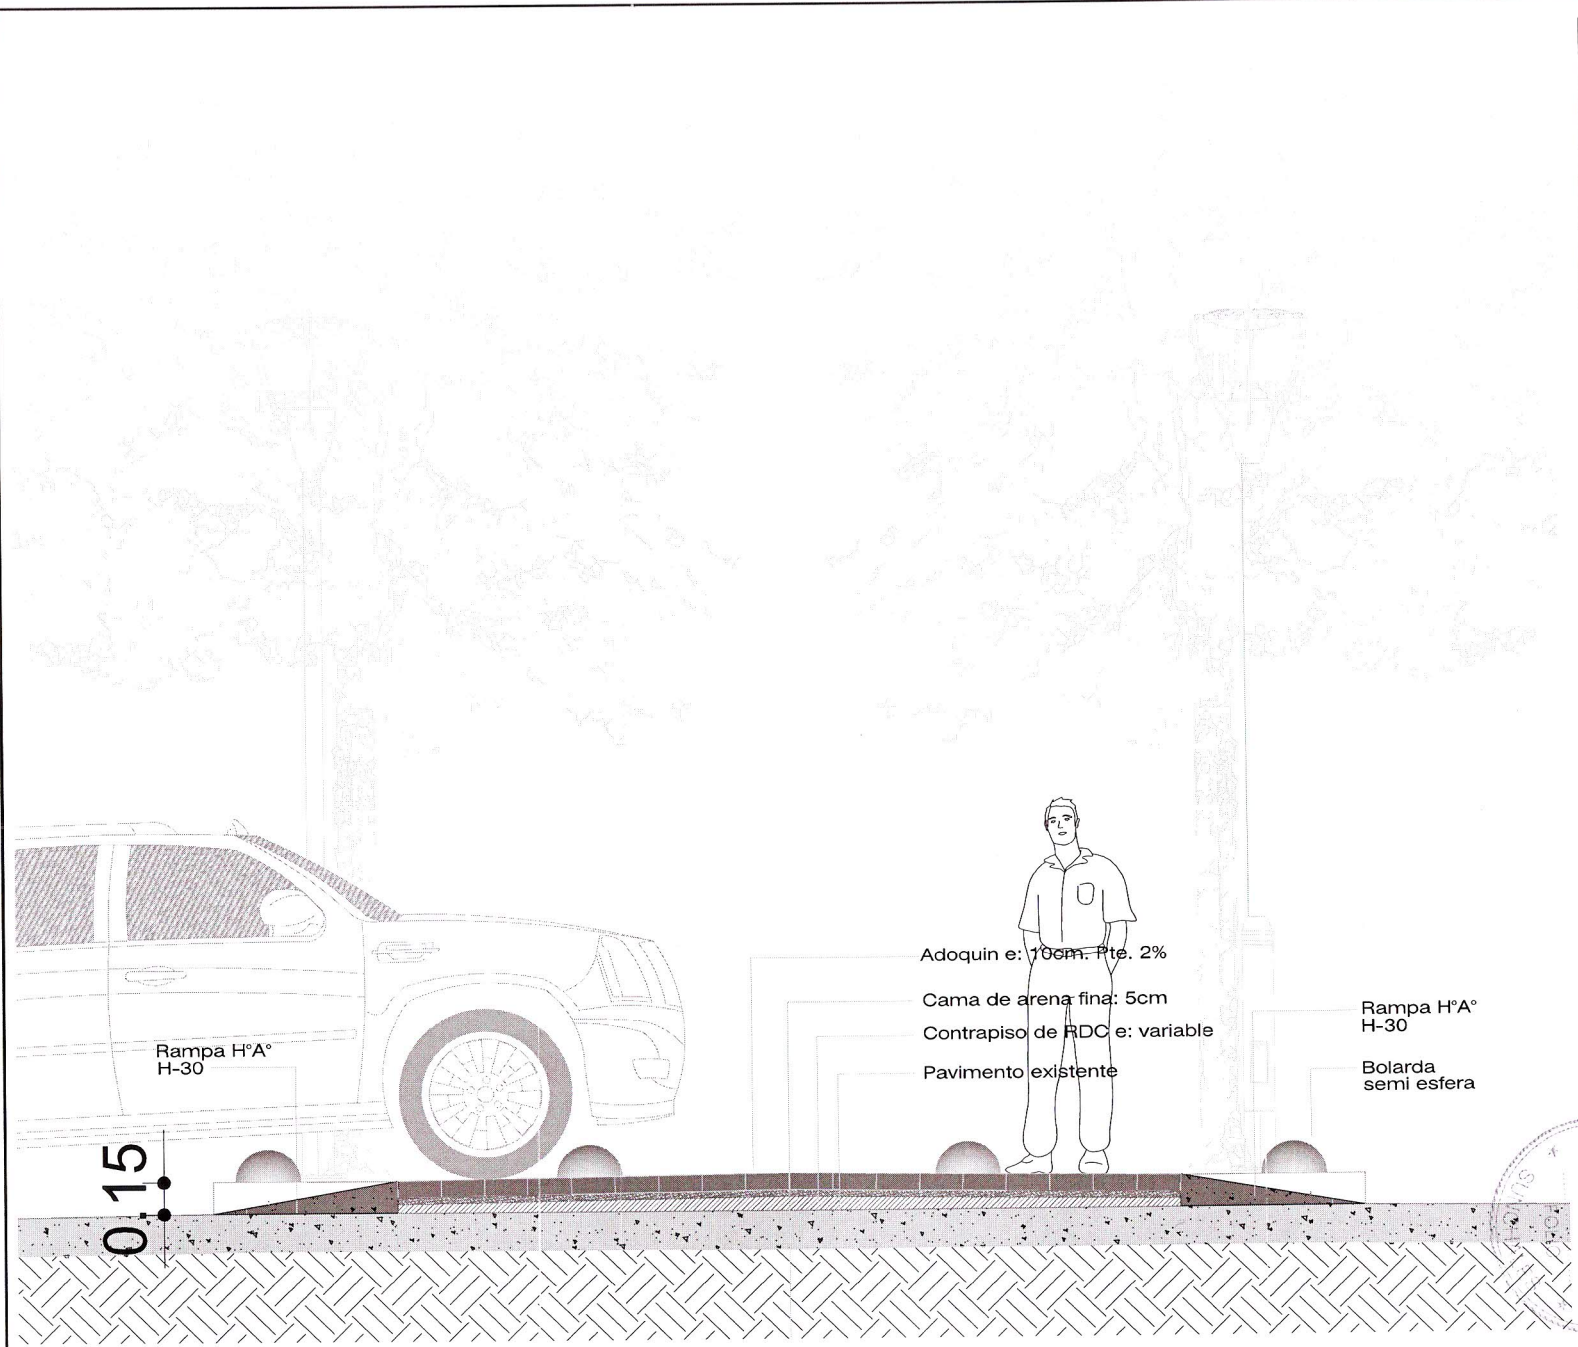 Adoquin e: 10cm. Pte. 2%
Cama de arena fina: 5cm
Contrapiso de RDC e: variable
Pavimento existente
Rampa H°A°
H-30
Bolarda
semi esfera
Rampa H°A°
H-30
0.15